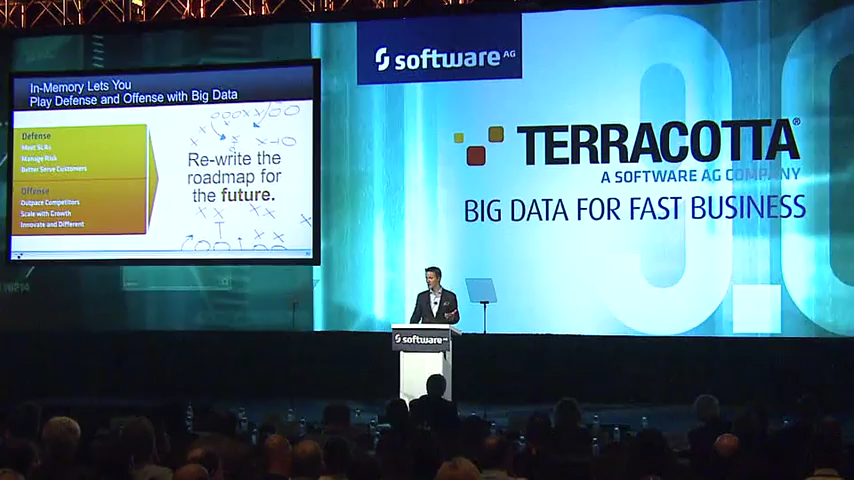 In-Memory Lets You
Play Defense and Offense with Big Data
Defense
Meet SLAs
Manage Risk
Better Serve Customers
Offense
Outpace Competitors
Scale with Growth
Innovate and Different
Re-write the
roadmap for
the future.
software AG
TERRACOTTA®
A SOFTWARE AG COMPANY
BIG DATA FOR FAST BUSINESS
software AG